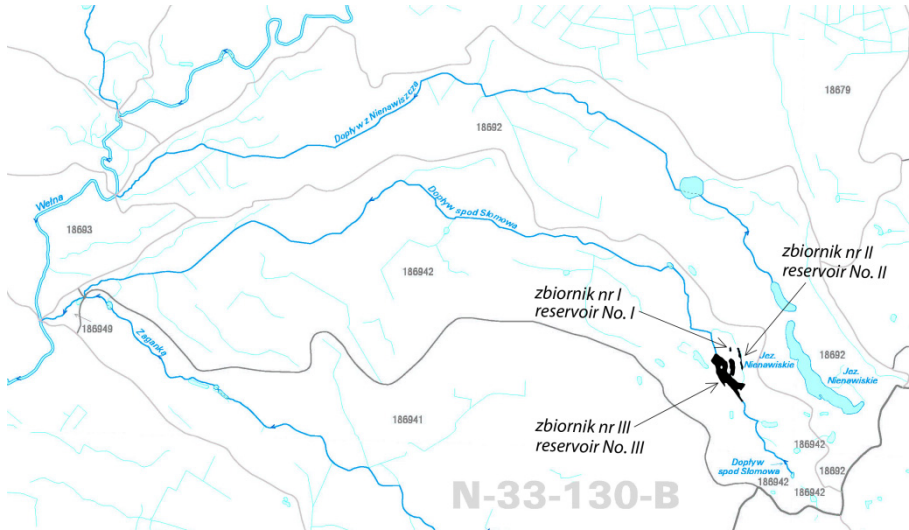 18679
Dopływ z Nienawiszcza
18692
Dopływ spod Słomowa
Wełna
18693
zbiornik nr II
reservoir No. II
186942
zbiornik nr I
reservoir No. I
186949
Zaganka
Jez.
Nienawiskie
18692
Jez.
Nienawiskie
186941
zbiornik nr III
reservoir No. III
186942
Dopływ
spod Słomowa
18692
186942
186942
N-33-130-B